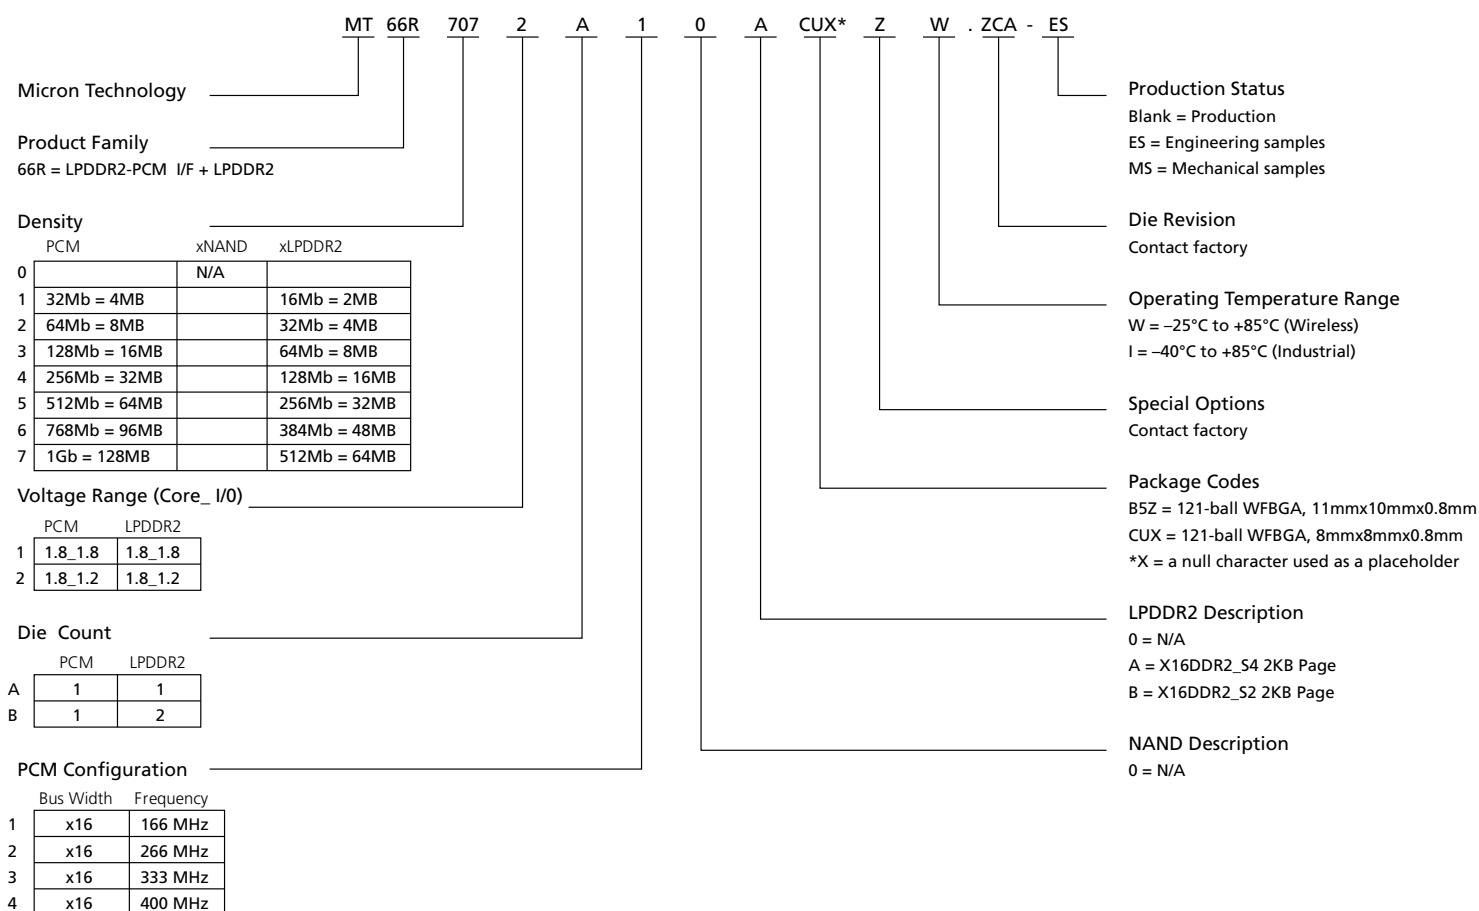 MT 66R 707 2 A 1 0 A CUX* Z W . ZCA - ES
Micron Technology
Product Family
66R = LPDDR2-PCM I/F + LPDDR2
Density
PCM xNAND xLPDDR2
0 N/A
1 32Mb = 4MB 16Mb = 2MB
2 64Mb = 8MB 32Mb = 4MB
3 128Mb = 16MB 64Mb = 8MB
4 256Mb = 32MB 128Mb = 16MB
5 512Mb = 64MB 256Mb = 32MB
6 768Mb = 96MB 384Mb = 48MB
7 1Gb = 128MB 512Mb = 64MB
Voltage Range (Core_ I/0)
PCM LPDDR2
1 1.8_1.8 1.8_1.8
2 1.8_1.2 1.8_1.2
Die Count
PCM LPDDR2
A 1 1
B 1 2
PCM Configuration
Bus Width Frequency
1 x16 166 MHz
2 x16 266 MHz
3 x16 333 MHz
4 x16 400 MHz
Production Status
Blank = Production
ES = Engineering samples
MS = Mechanical samples
Die Revision
Contact factory
Operating Temperature Range
W = –25°C to +85°C (Wireless)
I = –40°C to +85°C (Industrial)
Special Options
Contact factory
Package Codes
B5Z = 121-ball WFBGA, 11mmx10mmx0.8mm
CUX = 121-ball WFBGA, 8mmx8mmx0.8mm
*X = a null character used as a placeholder
LPDDR2 Description
0 = N/A
A = X16DDR2_S4 2KB Page
B = X16DDR2_S2 2KB Page
NAND Description
0 = N/A